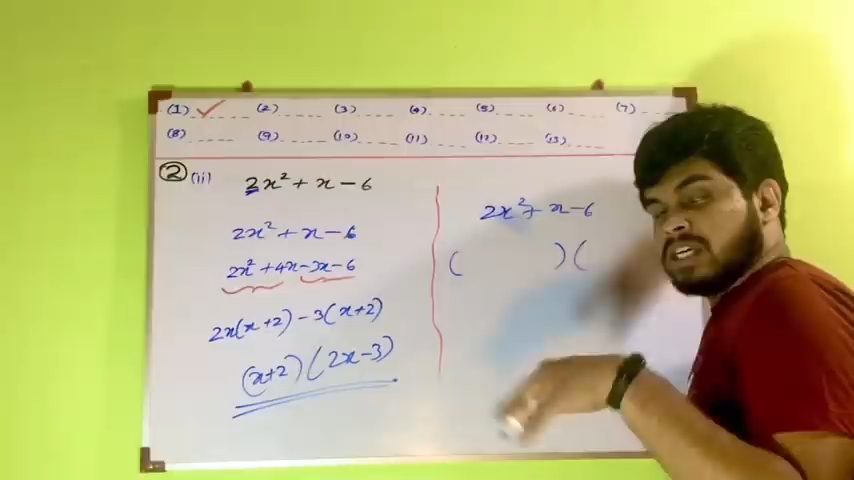 (1) ✓ (2) (3) (4) (5) (6) (7)
(8) (9) (10) (11) (12) (13)
② (ii) 2x² + x - 6
2x² + x - 6
2x² + 4x - 3x - 6
2x(x+2) - 3(x+2)
(x+2) (2x-3)
2x² + x - 6
( ) (